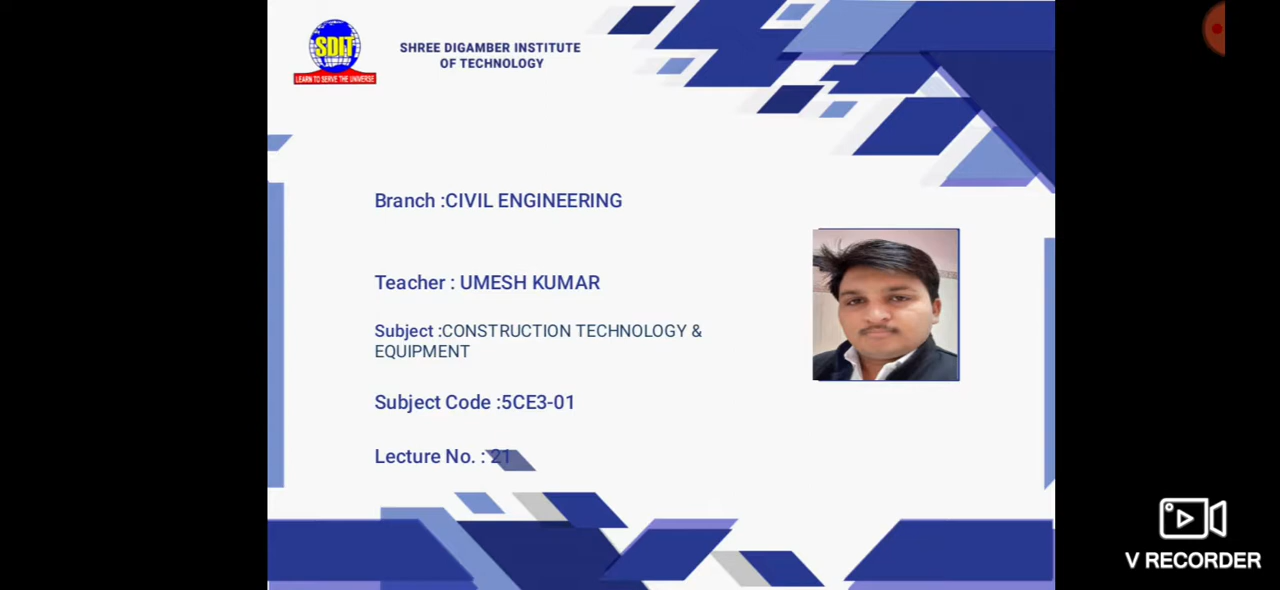 SDIT
LEARN TO SERVE THE UNIVERSE
SHREE DIGAMBER INSTITUTE
OF TECHNOLOGY
Branch :CIVIL ENGINEERING
Teacher : UMESH KUMAR
Subject :CONSTRUCTION TECHNOLOGY &
EQUIPMENT
Subject Code :5CE3-01
Lecture No. : 21
V RECORDER